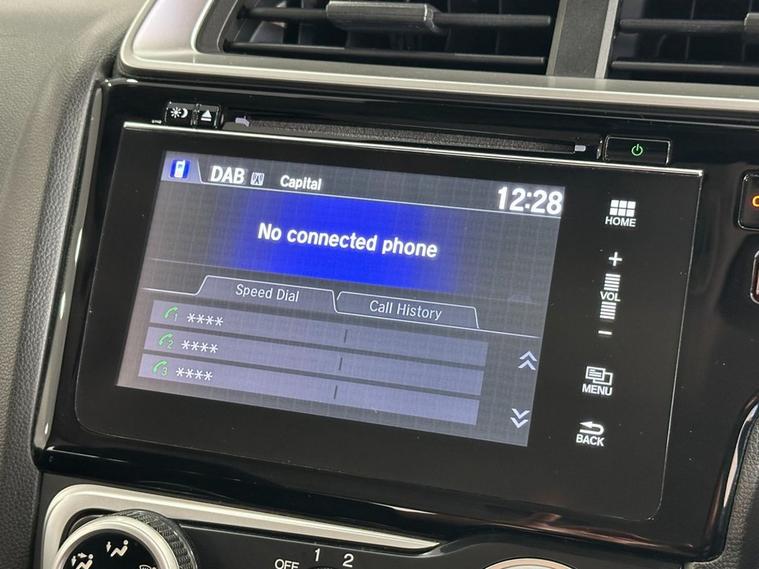 DAB Capital 12:28
No connected phone
Speed Dial Call History
1 ****
2 ****
3 ****
HOME
+
VOL
-
MENU
BACK
OFF 1 2